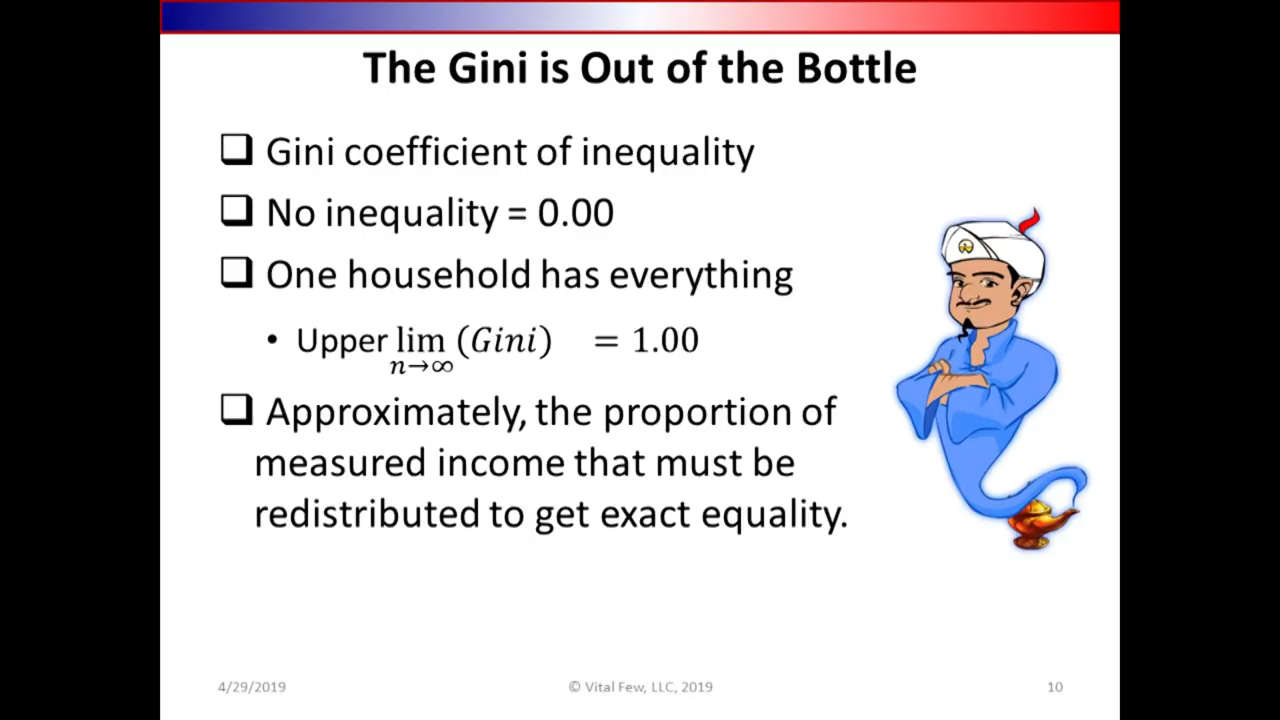 The Gini is Out of the Bottle
❑ Gini coefficient of inequality
❑ No inequality = 0.00
❑ One household has everything
• Upper lim (Gini) = 1.00
n→∞
❑ Approximately, the proportion of
measured income that must be
redistributed to get exact equality.
4/29/2019 © Vital Few, LLC, 2019 10